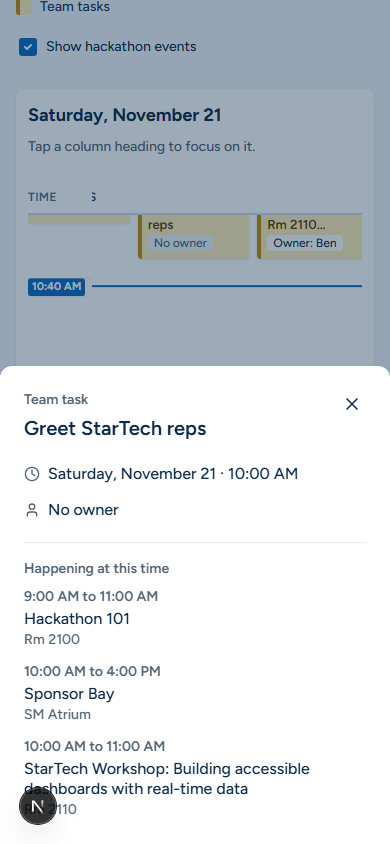 Team tasks
Show hackathon events
Saturday, November 21
Tap a column heading to focus on it.
TIME
reps
Rm 2110...
No owner
Owner: Ben
10:40 AM
Team task
Greet StarTech reps
Saturday, November 21 · 10:00 AM
No owner
Happening at this time
9:00 AM to 11:00 AM
Hackathon 101
Rm 2100
10:00 AM to 4:00 PM
Sponsor Bay
SM Atrium
10:00 AM to 11:00 AM
StarTech Workshop: Building accessible
dashboards with real-time data
N
2110